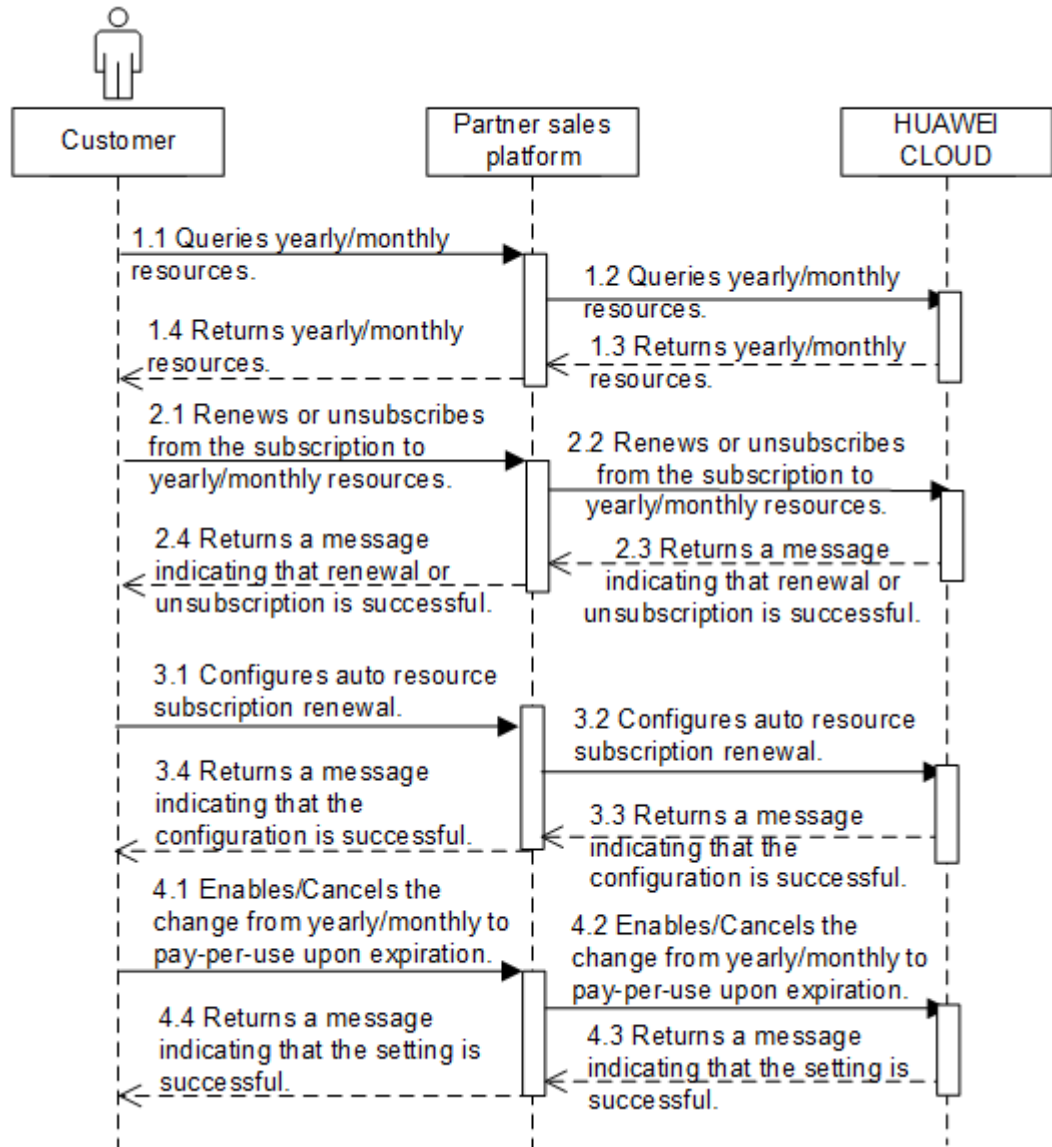 Customer
Partner sales
platform
HUAWEI
CLOUD
1.1 Queries yearly/monthly
resources.
1.2 Queries yearly/monthly
resources.
1.4 Returns yearly/monthly
resources.
1.3 Returns yearly/monthly
resources.
2.1 Renews or unsubscribes
from the subscription to
yearly/monthly resources.
2.2 Renews or unsubscribes
from the subscription to
yearly/monthly resources.
2.4 Returns a message
indicating that renewal or
unsubscription is successful.
2.3 Returns a message
indicating that renewal or
unsubscription is successful.
3.1 Configures auto resource
subscription renewal.
3.2 Configures auto resource
subscription renewal.
3.4 Returns a message
indicating that the
configuration is successful.
3.3 Returns a message
indicating that the
configuration is successful.
4.1 Enables/Cancels the
change from yearly/monthly to
pay-per-use upon expiration.
4.2 Enables/Cancels the
change from yearly/monthly to
pay-per-use upon expiration.
4.4 Returns a message
indicating that the setting is
successful.
4.3 Returns a message
indicating that the setting is
successful.